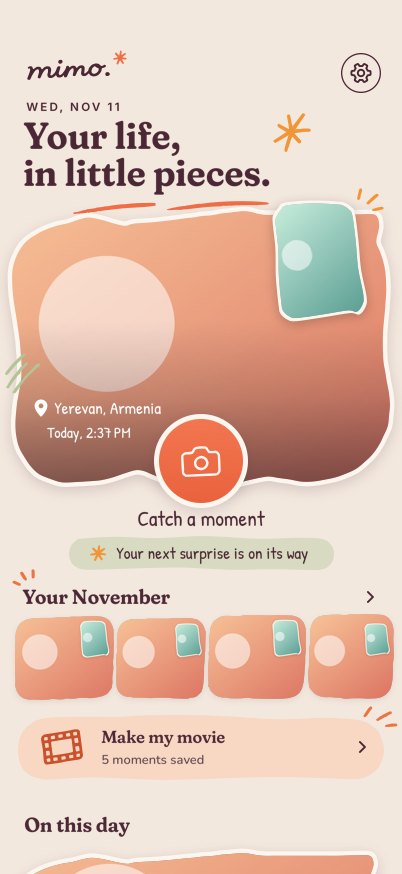 mimo.
WED, NOV 11
Your life,
in little pieces.
Yerevan, Armenia
Today, 2:37 PM
Catch a moment
Your next surprise is on its way
Your November
Make my movie
5 moments saved
On this day